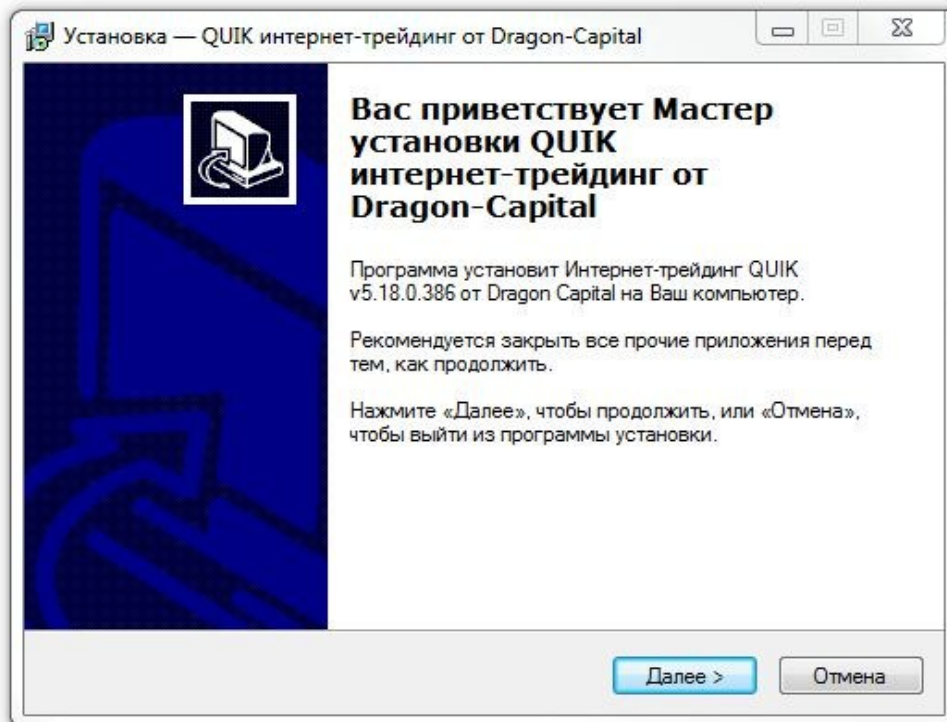 Установка — QUIK интернет-трейдинг от Dragon-Capital
Вас приветствует Мастер
установки QUIK
интернет-трейдинг от
Dragon-Capital
Программа установит Интернет-трейдинг QUIK
v5.18.0.386 от Dragon Capital на Ваш компьютер.
Рекомендуется закрыть все прочие приложения перед
тем, как продолжить.
Нажмите «Далее», чтобы продолжить, или «Отмена»,
чтобы выйти из программы установки.
Далее >
Отмена